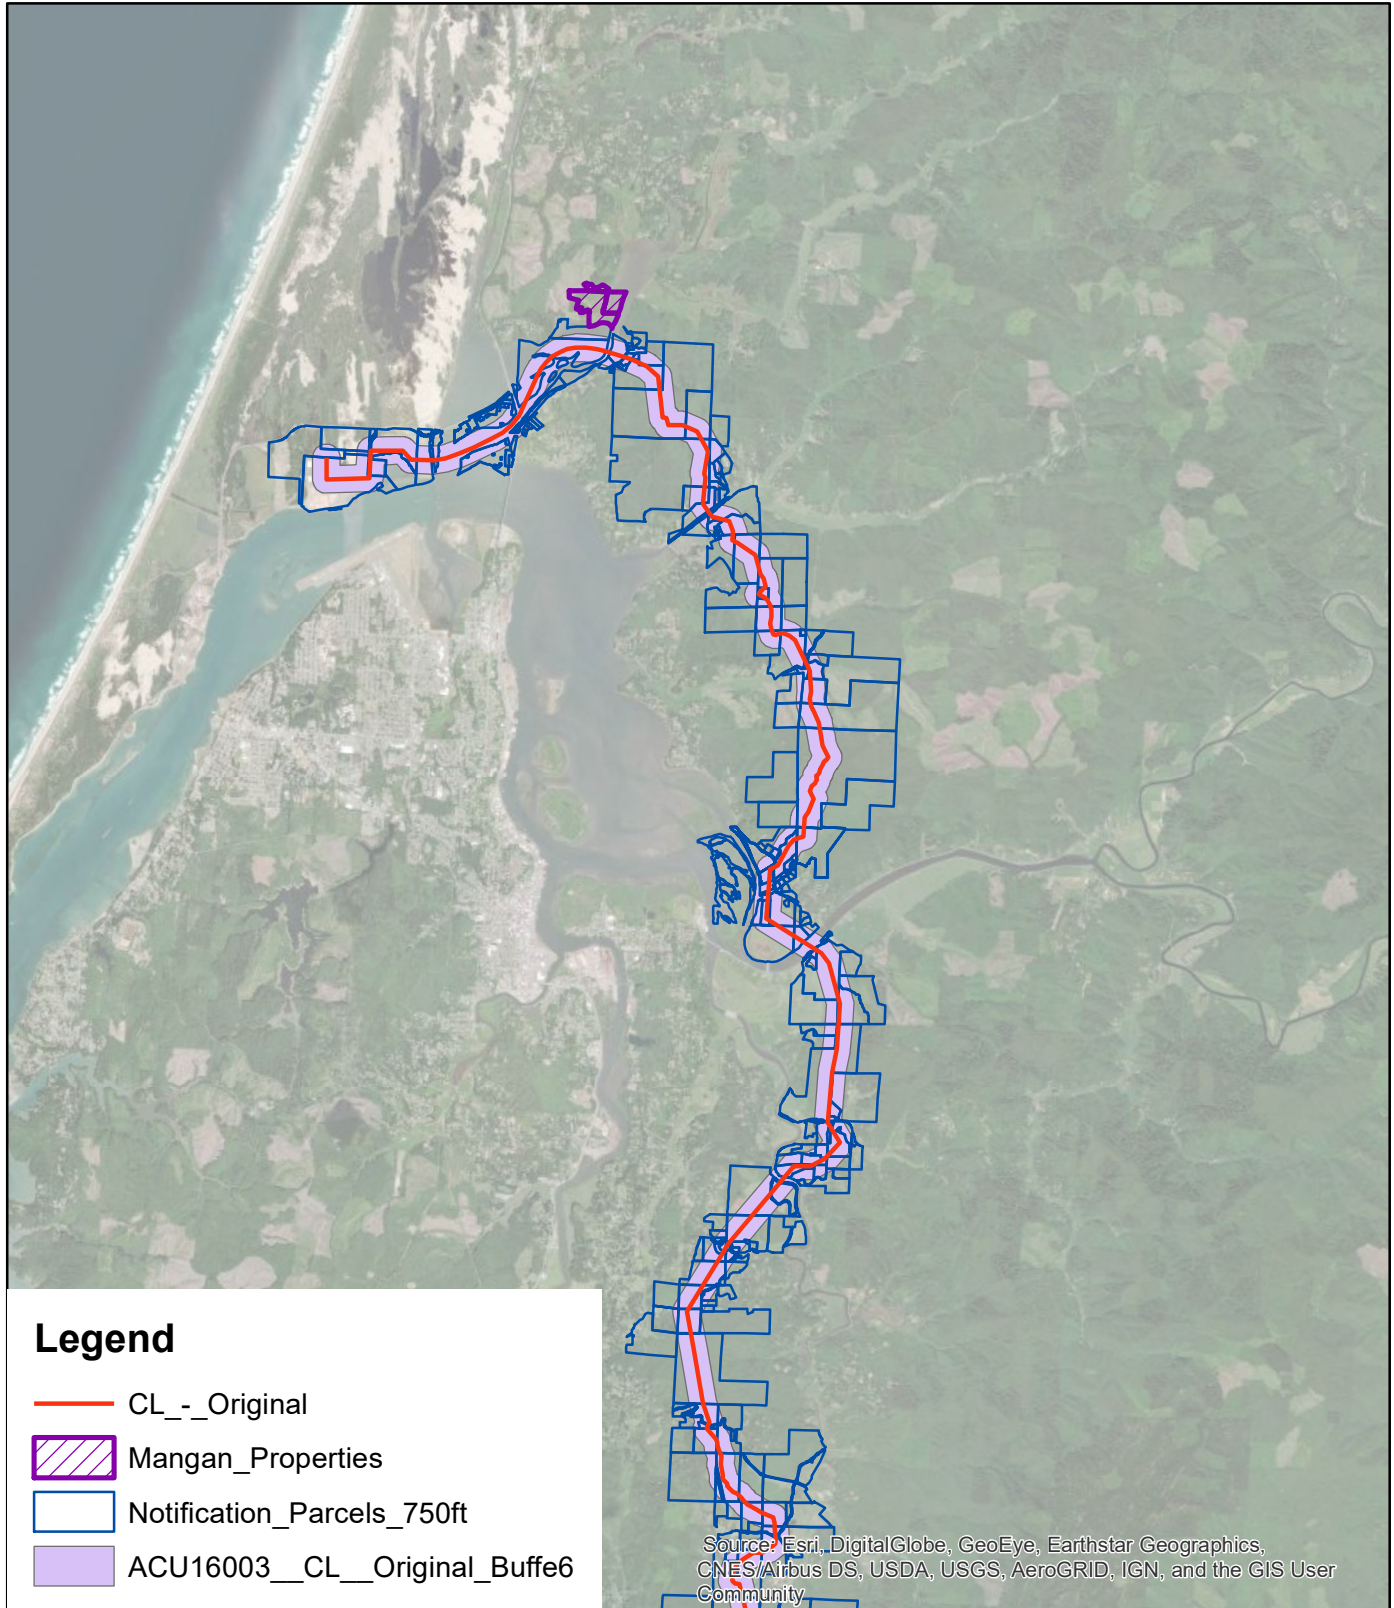 Legend
CL_-_Original
Mangan_Properties
Notification_Parcels_750ft
ACU16003__CL__Original_Buffe6
Source: Esri, DigitalGlobe, GeoEye, Earthstar Geographics,
CNES/Airbus DS, USDA, USGS, AeroGRID, IGN, and the GIS User
Community